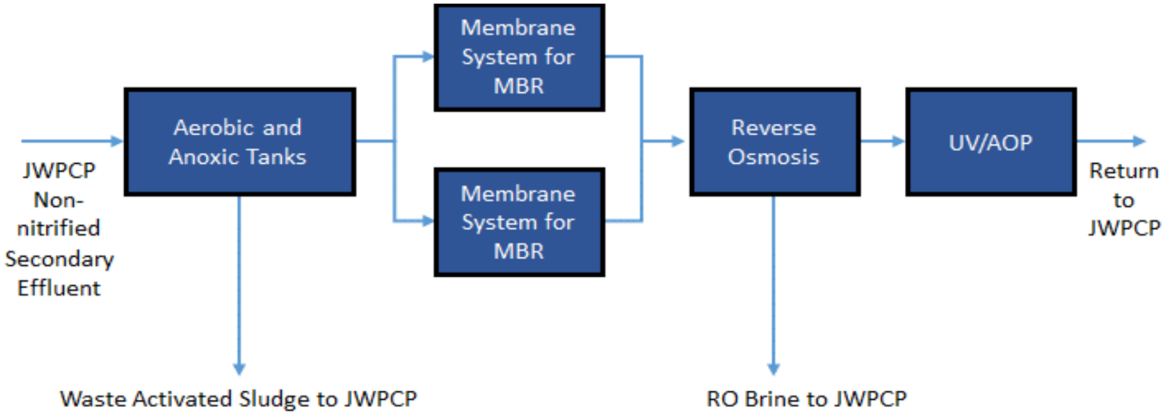 JWPCP
Non-
nitrified
Secondary
Effluent
Aerobic and
Anoxic Tanks
Membrane
System for
MBR
Membrane
System for
MBR
Reverse
Osmosis
UV/AOP
Return
to
JWPCP
Waste Activated Sludge to JWPCP
RO Brine to JWPCP